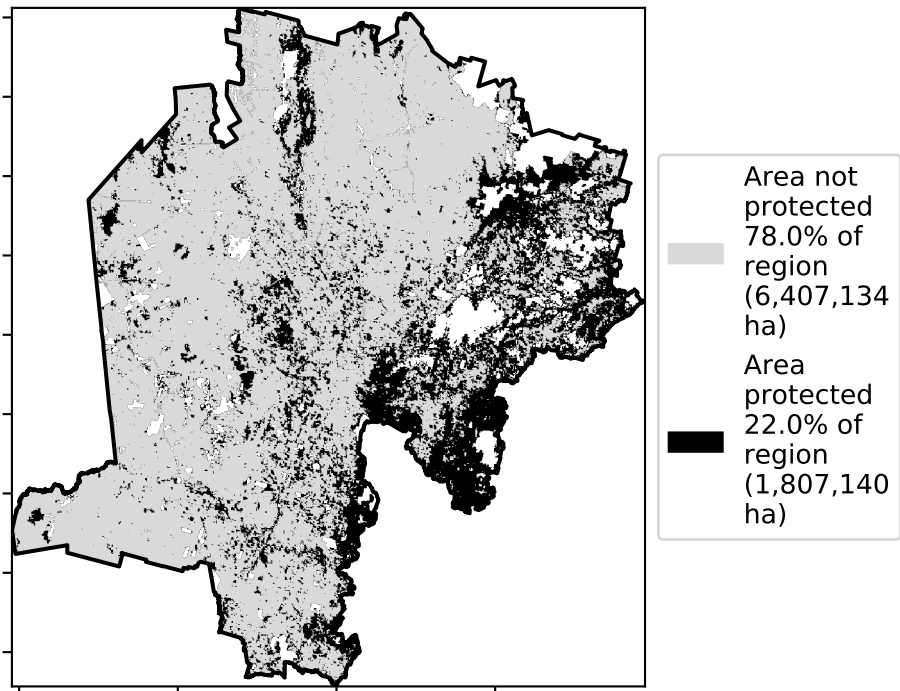 Area not
protected
78.0% of
region
(6,407,134
ha)
Area
protected
22.0% of
region
(1,807,140
ha)